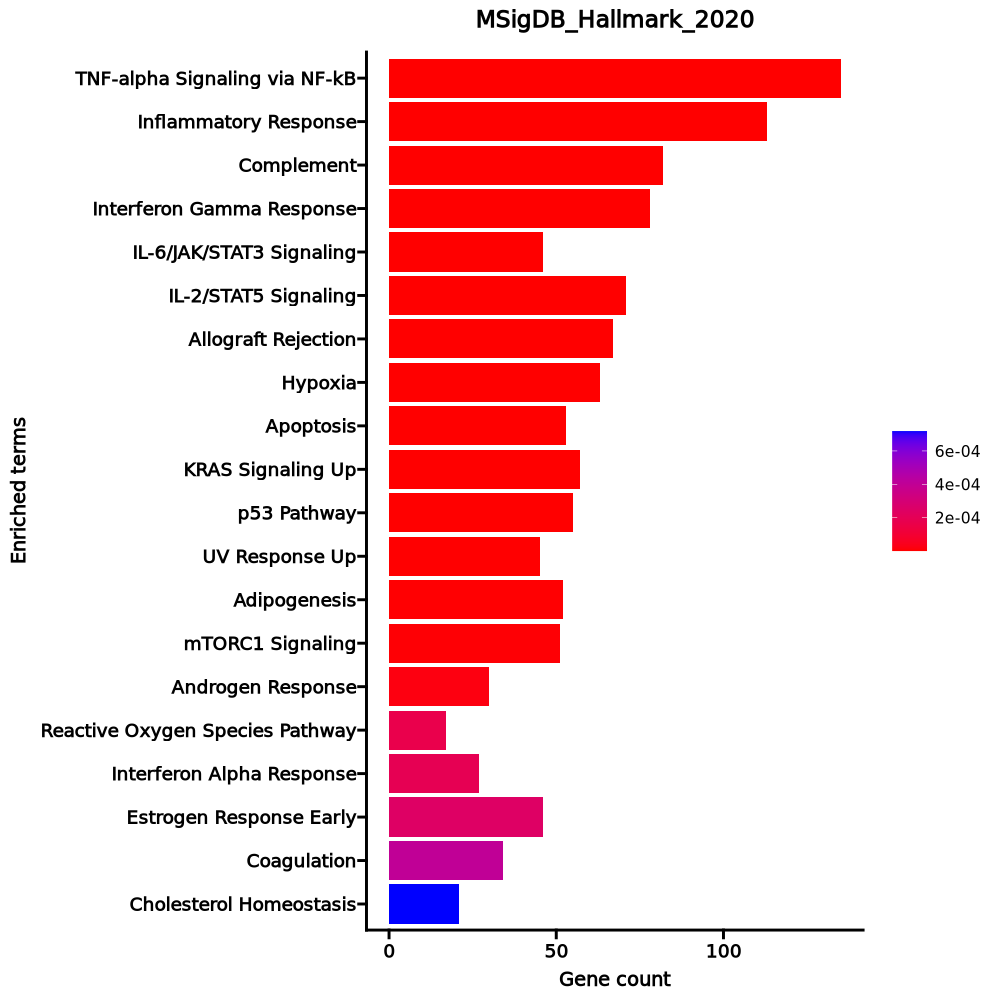 MSigDB_Hallmark_2020
TNF-alpha Signaling via NF-kB
Inflammatory Response
Complement
Interferon Gamma Response
IL-6/JAK/STAT3 Signaling
IL-2/STAT5 Signaling
Allograft Rejection
Hypoxia
Apoptosis
KRAS Signaling Up
p53 Pathway
UV Response Up
Adipogenesis
mTORC1 Signaling
Androgen Response
Reactive Oxygen Species Pathway
Interferon Alpha Response
Estrogen Response Early
Coagulation
Cholesterol Homeostasis
Enriched terms
0 50 100
Gene count
6e-04
4e-04
2e-04